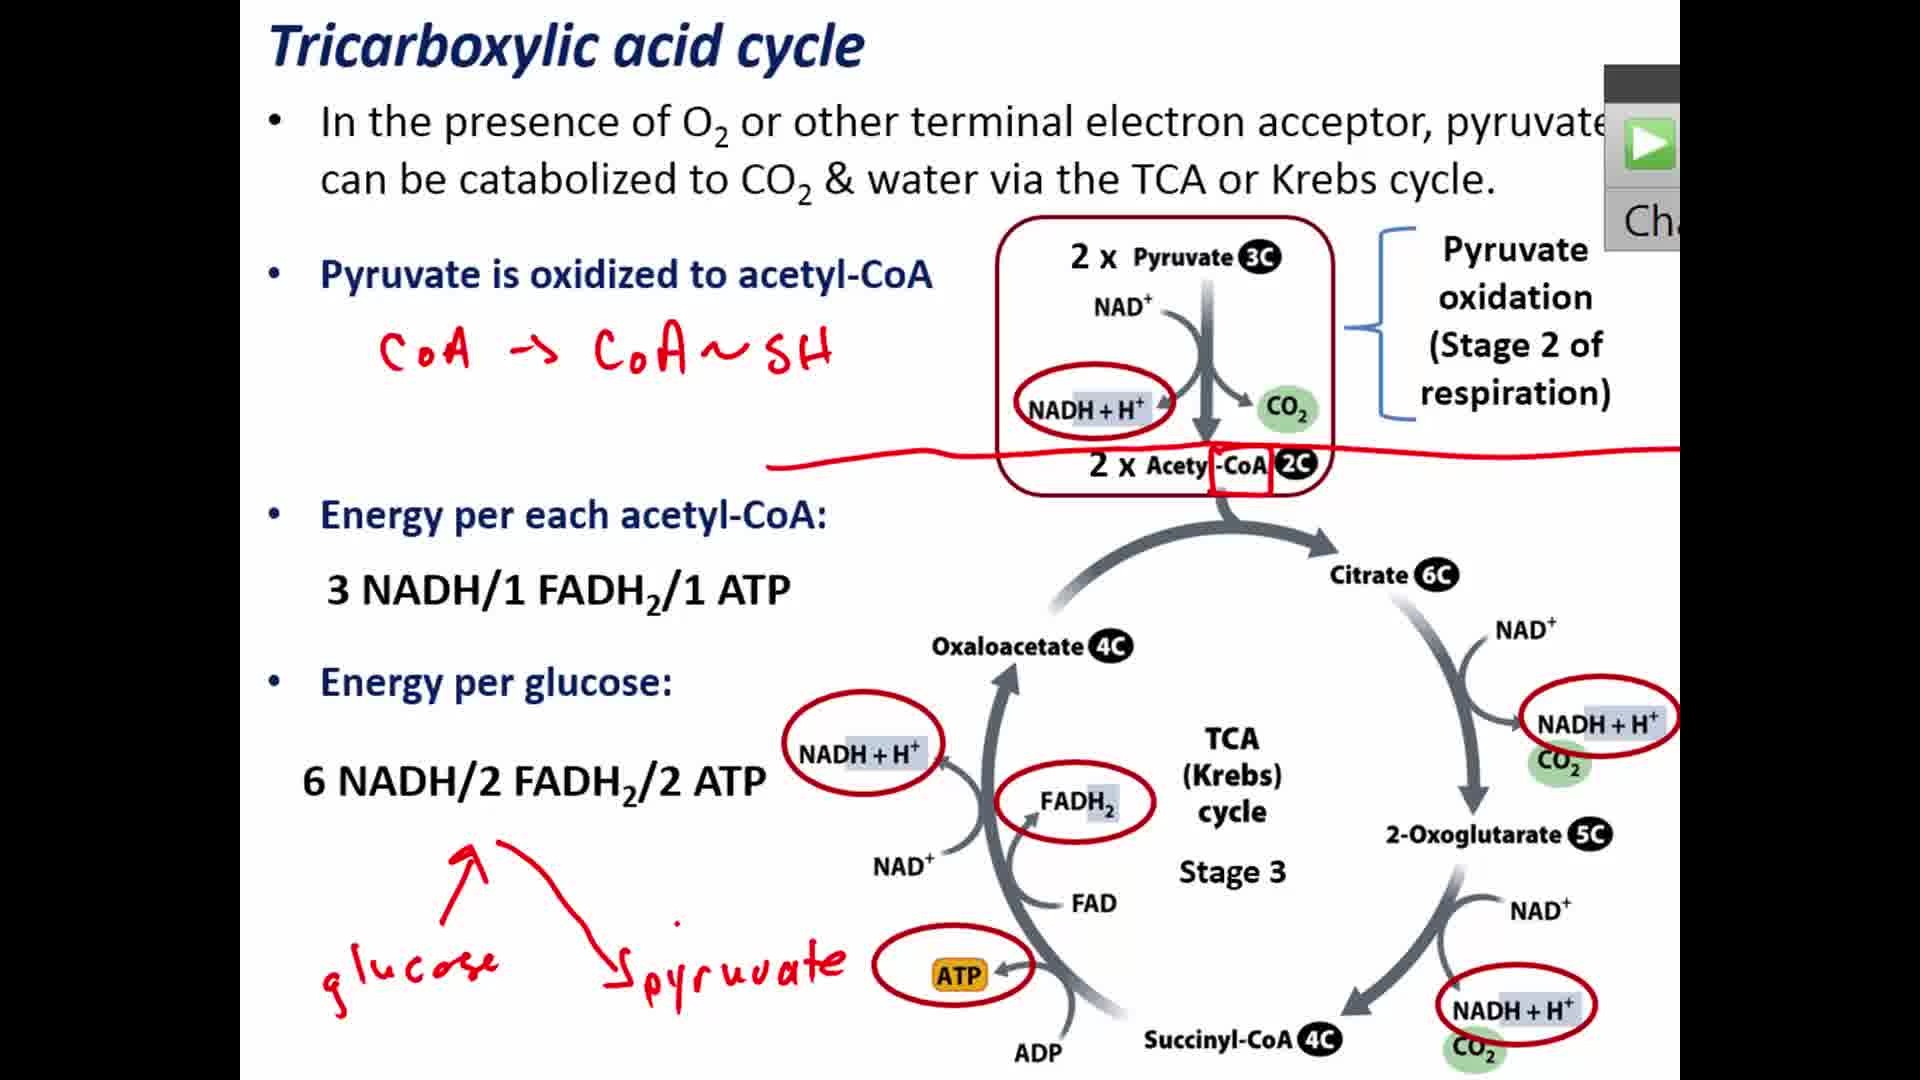 Tricarboxylic acid cycle
• In the presence of O₂ or other terminal electron acceptor, pyruvate
can be catabolized to CO₂ & water via the TCA or Krebs cycle.
• Pyruvate is oxidized to acetyl-CoA
CoA → CoA~SH
• Energy per each acetyl-CoA:
3 NADH/1 FADH₂/1 ATP
• Energy per glucose:
6 NADH/2 FADH₂/2 ATP
glucose
pyruvate
2 x Pyruvate 3C
NAD⁺
NADH + H⁺
CO₂
2 x Acety -CoA 2C
Pyruvate
oxidation
(Stage 2 of
respiration)
Citrate 6C
NAD⁺
NADH + H⁺
CO₂
2-Oxoglutarate 5C
NAD⁺
NADH + H⁺
CO₂
Succinyl-CoA 4C
ADP
ATP
FAD
FADH₂
NAD⁺
NADH + H⁺
Oxaloacetate 4C
TCA
(Krebs)
cycle
Stage 3